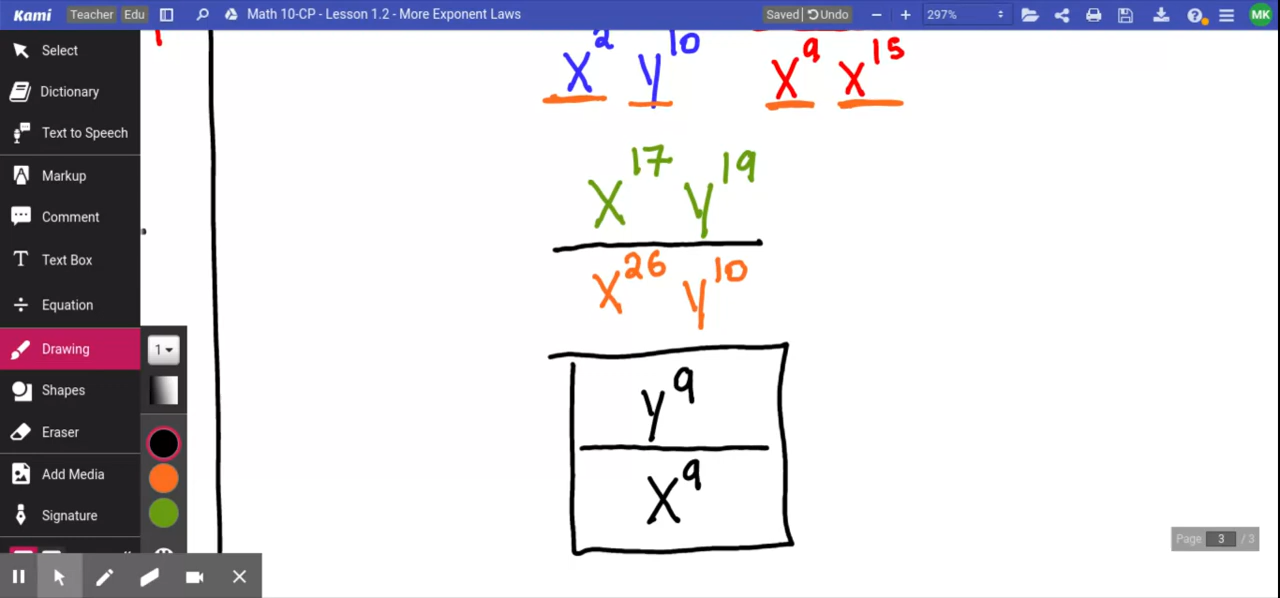 Kami Teacher Edu Math 10-CP - Lesson 1.2 - More Exponent Laws Saved Undo 297% MK
Select
Dictionary
Text to Speech
Markup
Comment
Text Box
Equation
Drawing 1
Shapes
Eraser
Add Media
Signature
x² y¹⁰ x⁹ x¹⁵
x¹⁷ y¹⁹
x²⁶ y¹⁰
y⁹
x⁹
Page 3 / 3